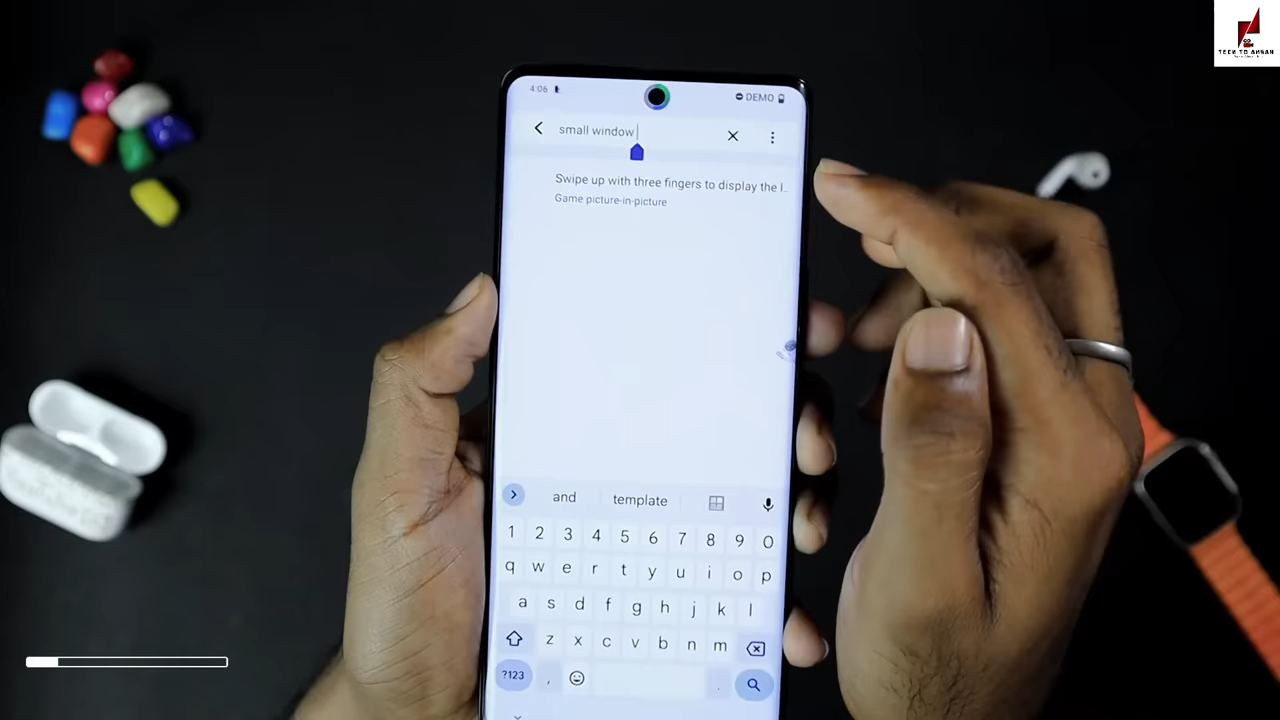 TECH TO AHSAN
4:06
DEMO
small window
Swipe up with three fingers to display the l..
Game picture-in-picture
and template
1 2 3 4 5 6 7 8 9 0
q w e r t y u i o p
a s d f g h j k l
z x c v b n m
?123 , .